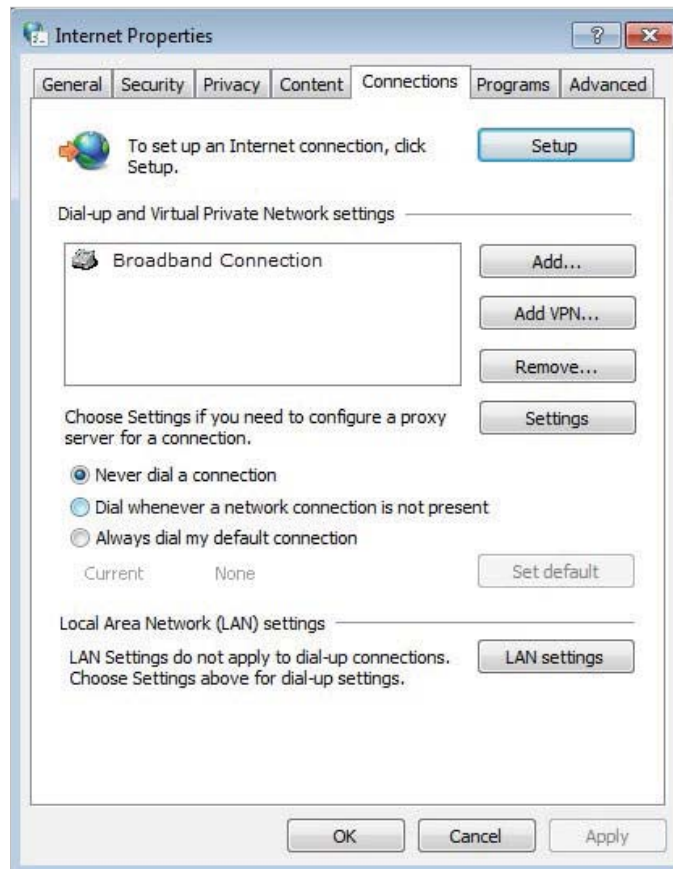 Internet Properties
General Security Privacy Content Connections Programs Advanced
To set up an Internet connection, click
Setup.
Setup
Dial-up and Virtual Private Network settings
Broadband Connection
Add...
Add VPN...
Remove...
Choose Settings if you need to configure a proxy
server for a connection.
Settings
Never dial a connection
Dial whenever a network connection is not present
Always dial my default connection
Current None
Set default
Local Area Network (LAN) settings
LAN Settings do not apply to dial-up connections.
Choose Settings above for dial-up settings.
LAN settings
OK Cancel Apply